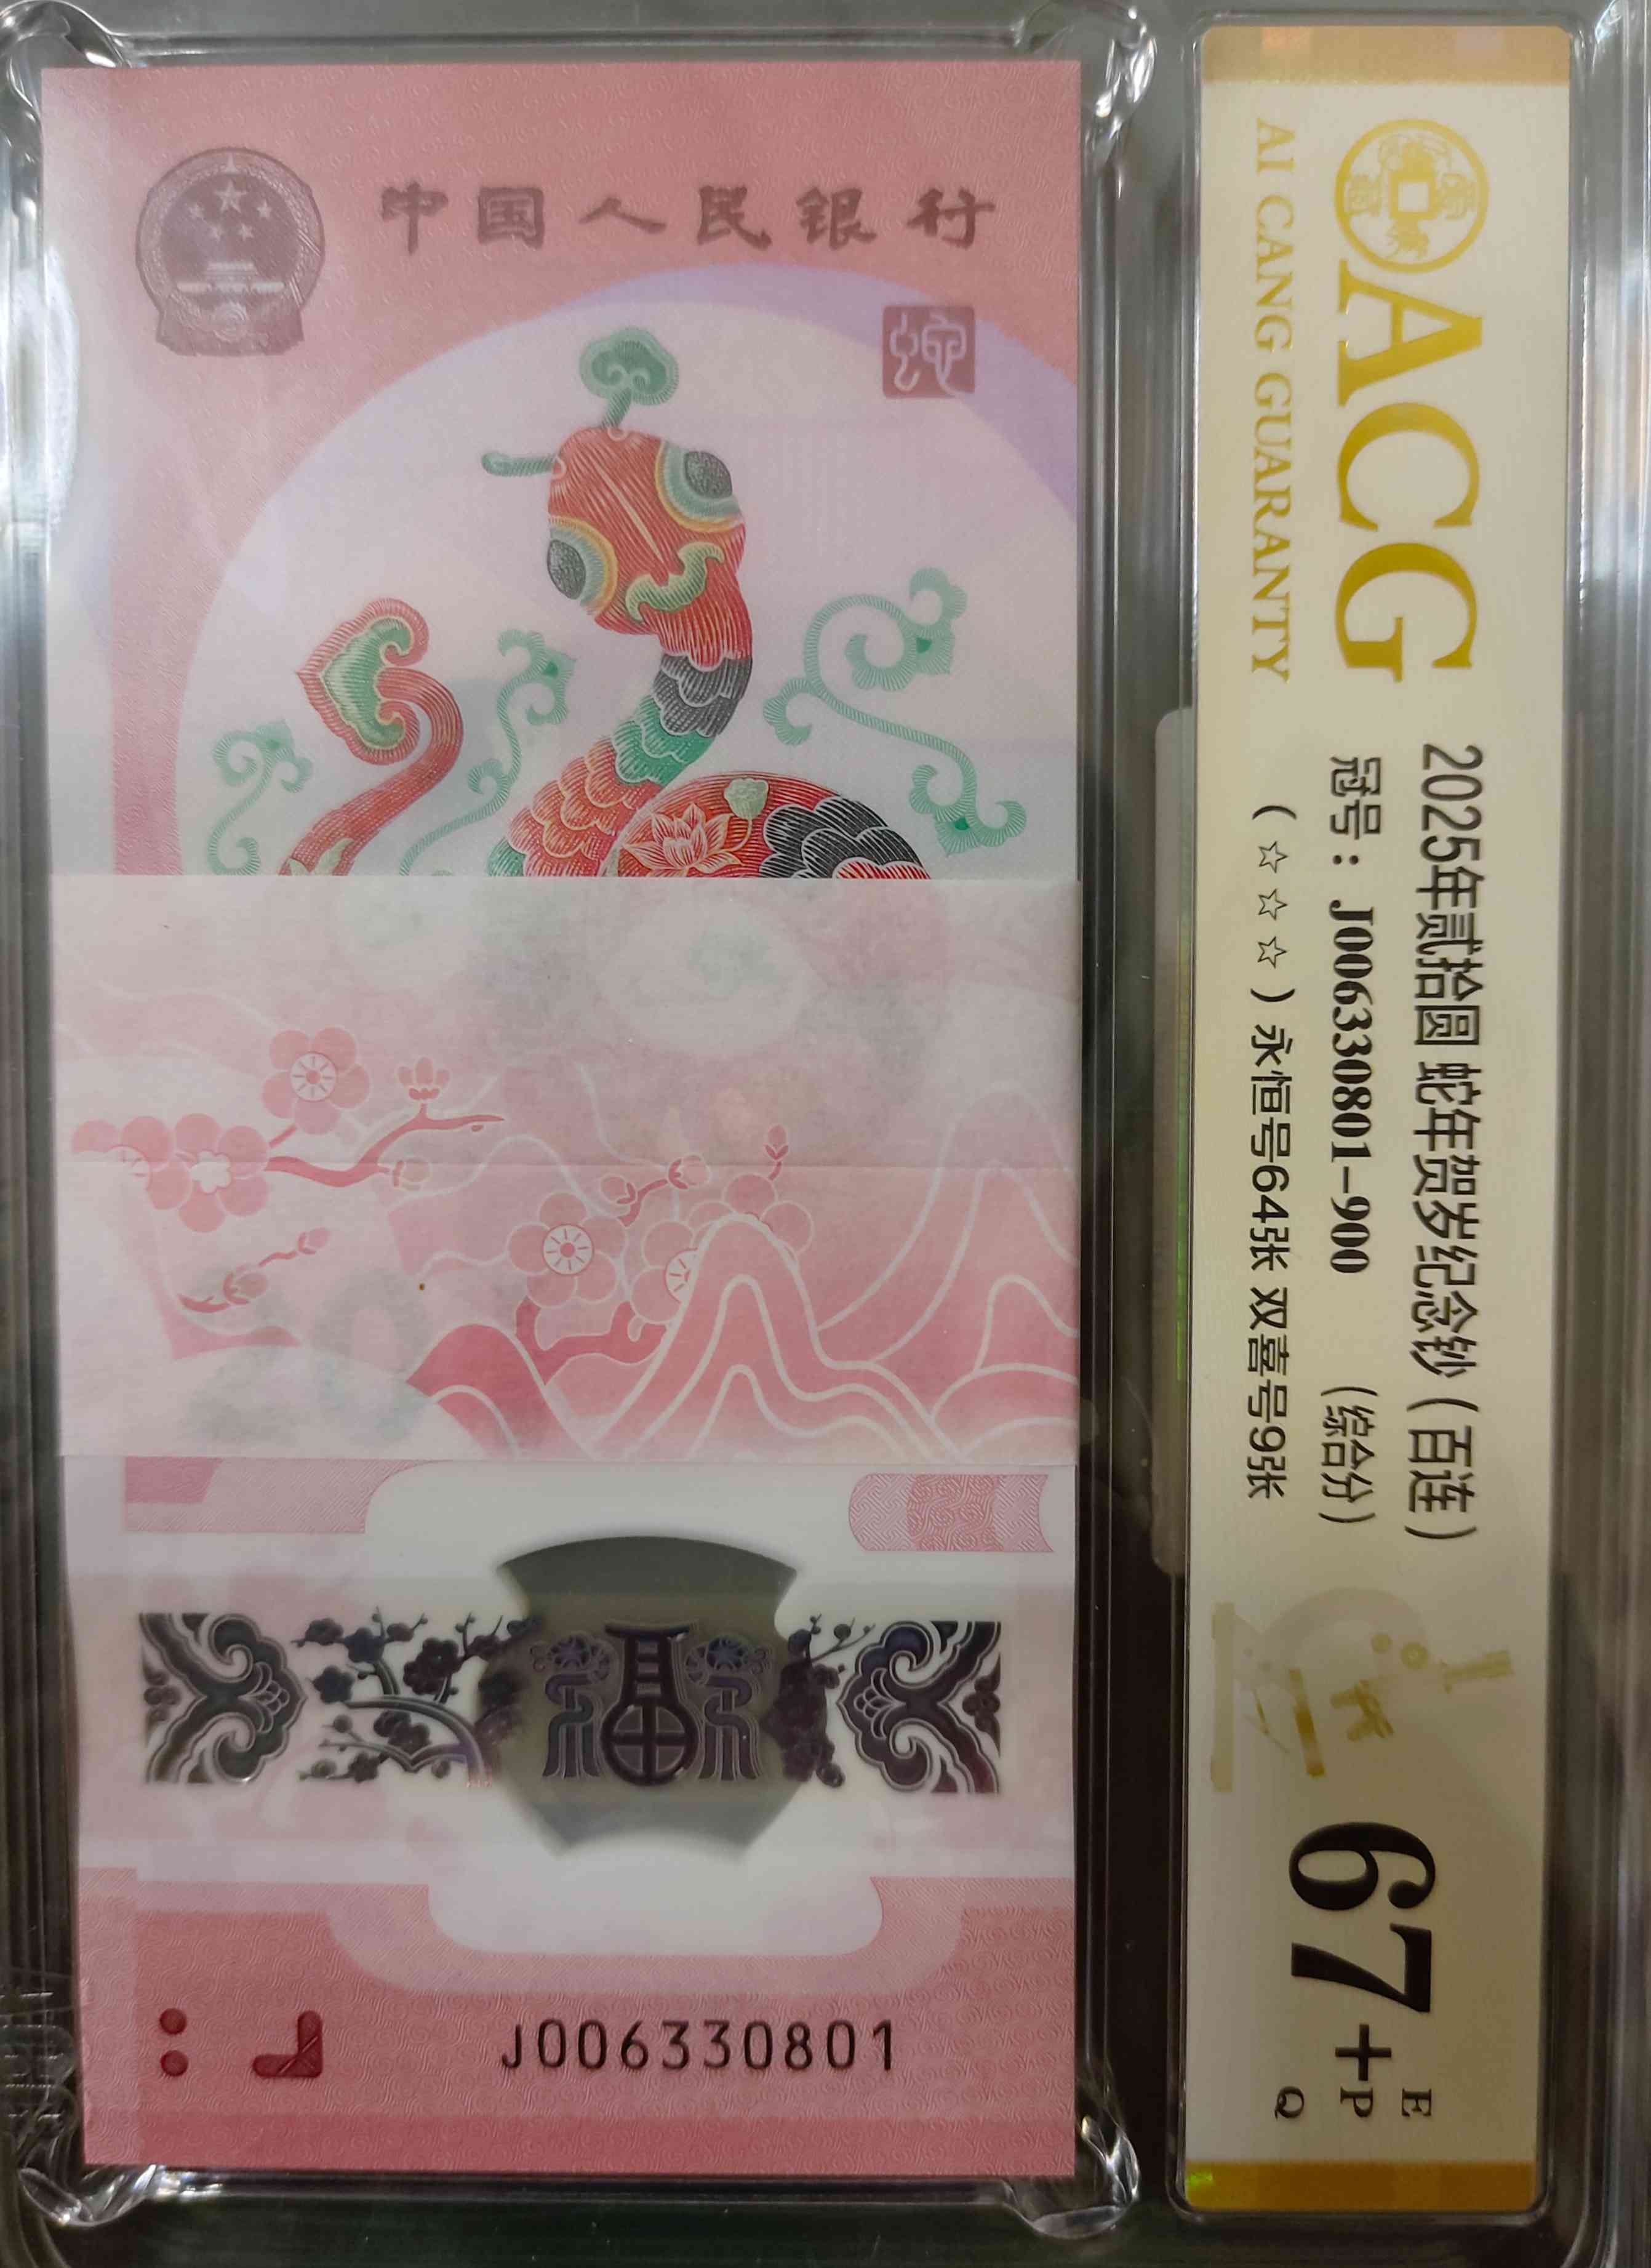 中国人民银行
蛇
J006330801
ACG
AI CANG GUARANTY
2025年贰拾圆 蛇年贺岁纪念钞（百连）
冠号：J006330801-900 （综合分）
（☆☆☆）永恒号64张 双喜号9张
67+
E
P
Q